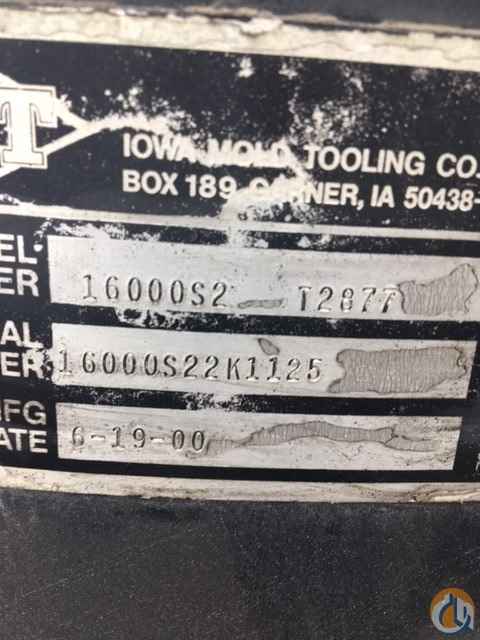 T
IOWA MOLD TOOLING CO.
BOX 189, GARNER, IA 50438-
EL
ER 16000S2 T2877
AL
ER 16000S22K1125
MFG
ATE 6-19-00